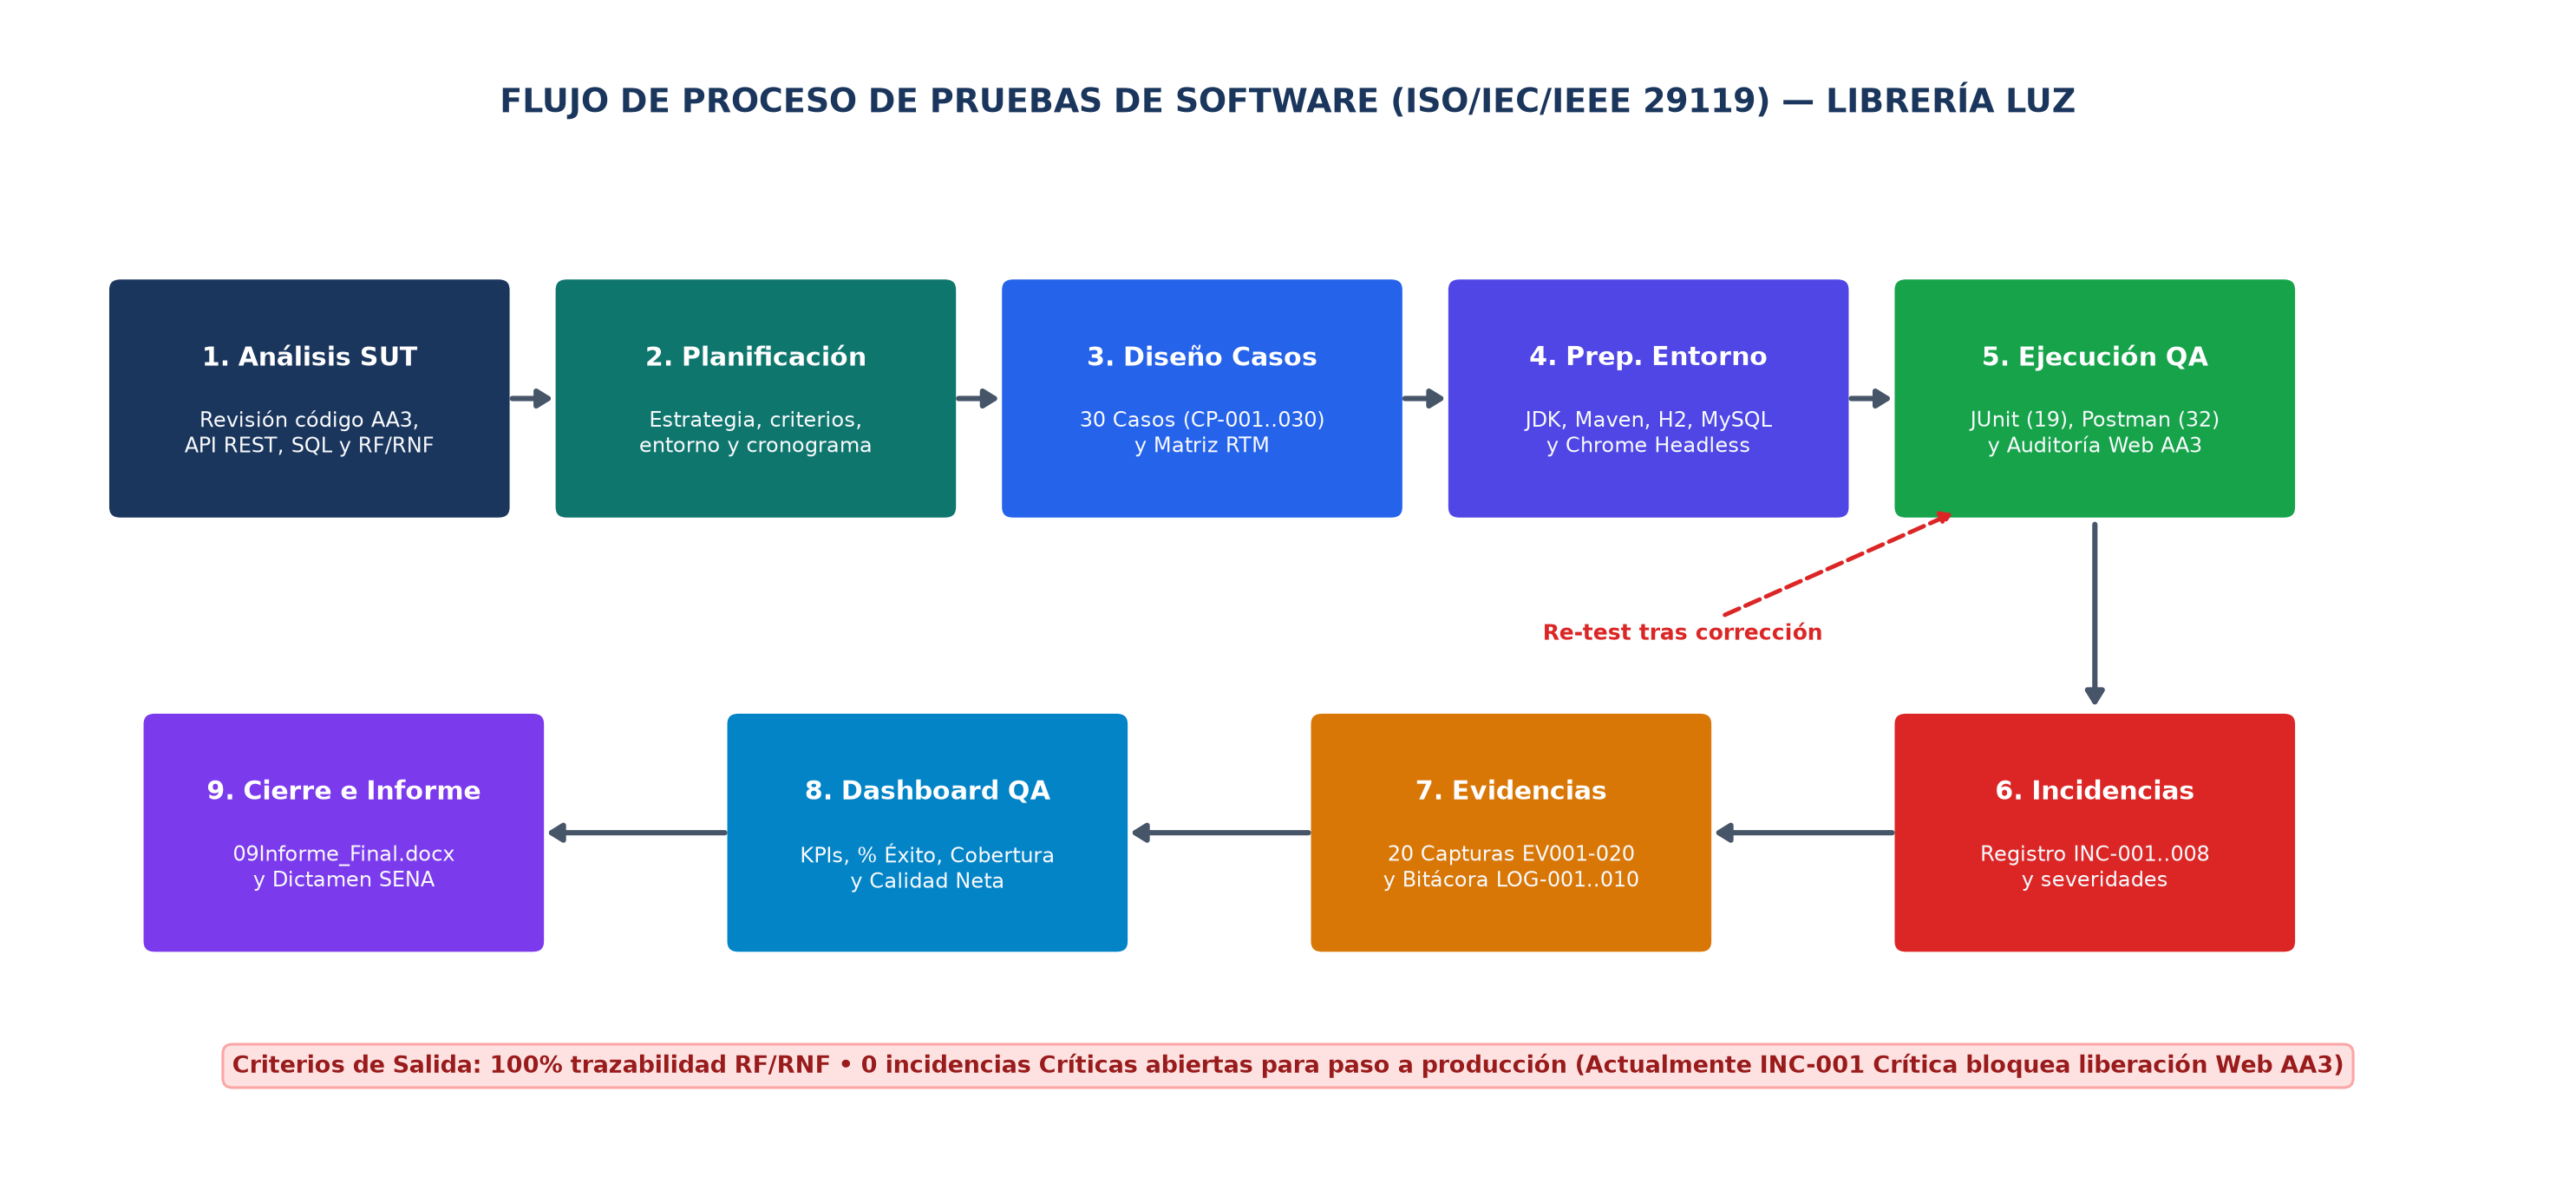 FLUJO DE PROCESO DE PRUEBAS DE SOFTWARE (ISO/IEC/IEEE 29119) — LIBRERÍA LUZ
1. Análisis SUT
Revisión código AA3,
API REST, SQL y RF/RNF
2. Planificación
Estrategia, criterios,
entorno y cronograma
3. Diseño Casos
30 Casos (CP-001..030)
y Matriz RTM
4. Prep. Entorno
JDK, Maven, H2, MySQL
y Chrome Headless
5. Ejecución QA
JUnit (19), Postman (32)
y Auditoría Web AA3
Re-test tras corrección
6. Incidencias
Registro INC-001..008
y severidades
7. Evidencias
20 Capturas EV001-020
y Bitácora LOG-001..010
8. Dashboard QA
KPIs, % Éxito, Cobertura
y Calidad Neta
9. Cierre e Informe
09Informe_Final.docx
y Dictamen SENA
Criterios de Salida: 100% trazabilidad RF/RNF • 0 incidencias Críticas abiertas para paso a producción (Actualmente INC-001 Crítica bloquea liberación Web AA3)